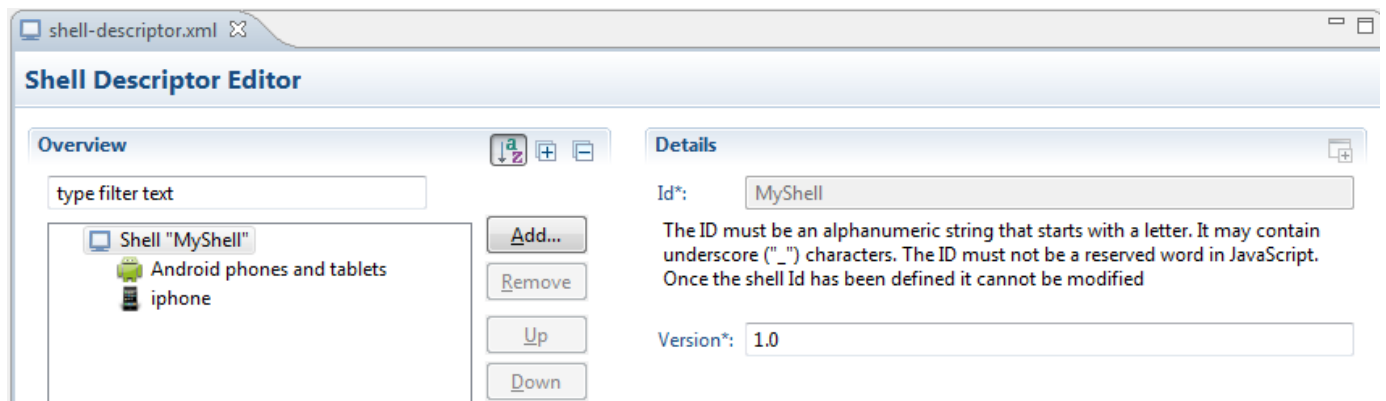 shell-descriptor.xml
Shell Descriptor Editor
Overview
type filter text
Shell "MyShell"
Android phones and tablets
iphone
Add...
Remove
Up
Down
Details
Id*:
MyShell
The ID must be an alphanumeric string that starts with a letter. It may contain
underscore ("_") characters. The ID must not be a reserved word in JavaScript.
Once the shell Id has been defined it cannot be modified
Version*:
1.0